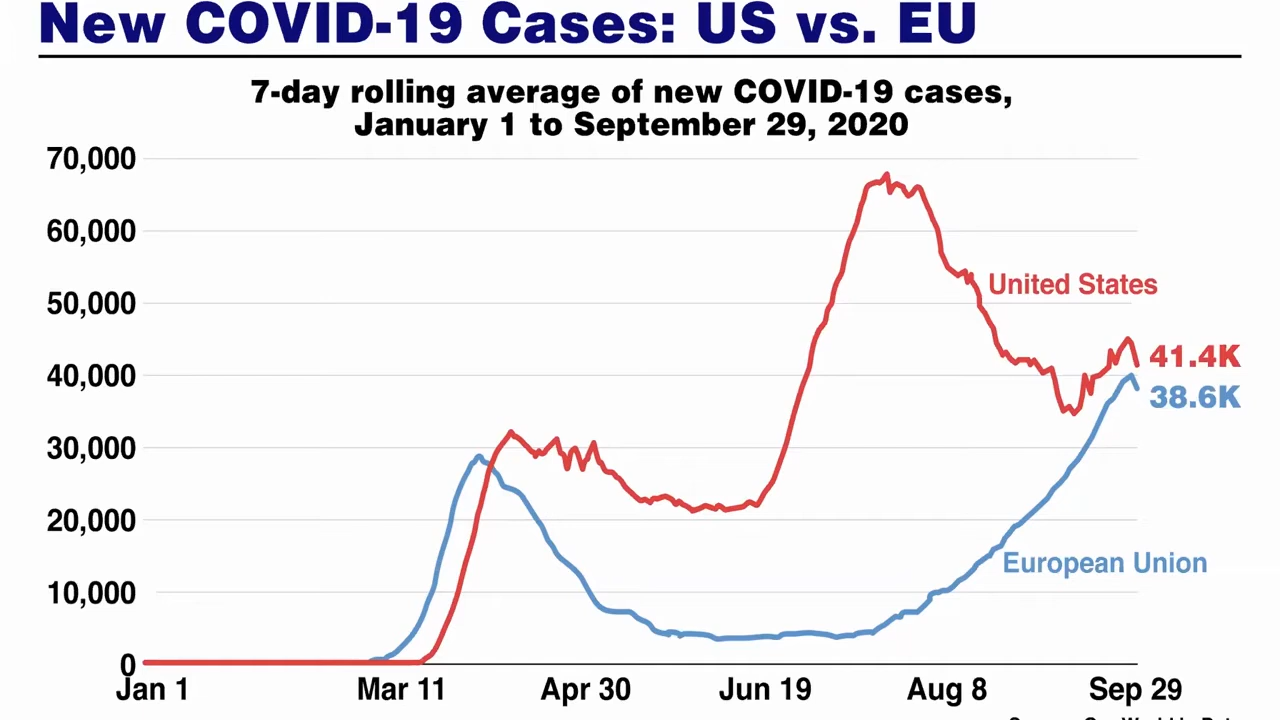 New COVID-19 Cases: US vs. EU
7-day rolling average of new COVID-19 cases,
January 1 to September 29, 2020
70,000
60,000
50,000
40,000
30,000
20,000
10,000
0
United States
41.4K
38.6K
European Union
Jan 1
Mar 11
Apr 30
Jun 19
Aug 8
Sep 29